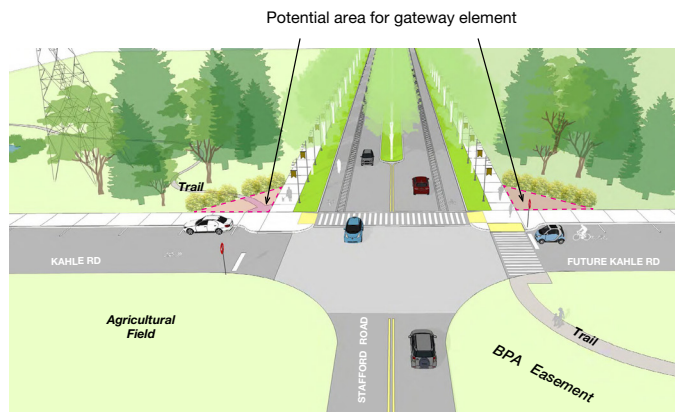 Potential area for gateway element
Trail
KAHLE RD
FUTURE KAHLE RD
Agricultural
Field
STAFFORD ROAD
Trail
BPA Easement